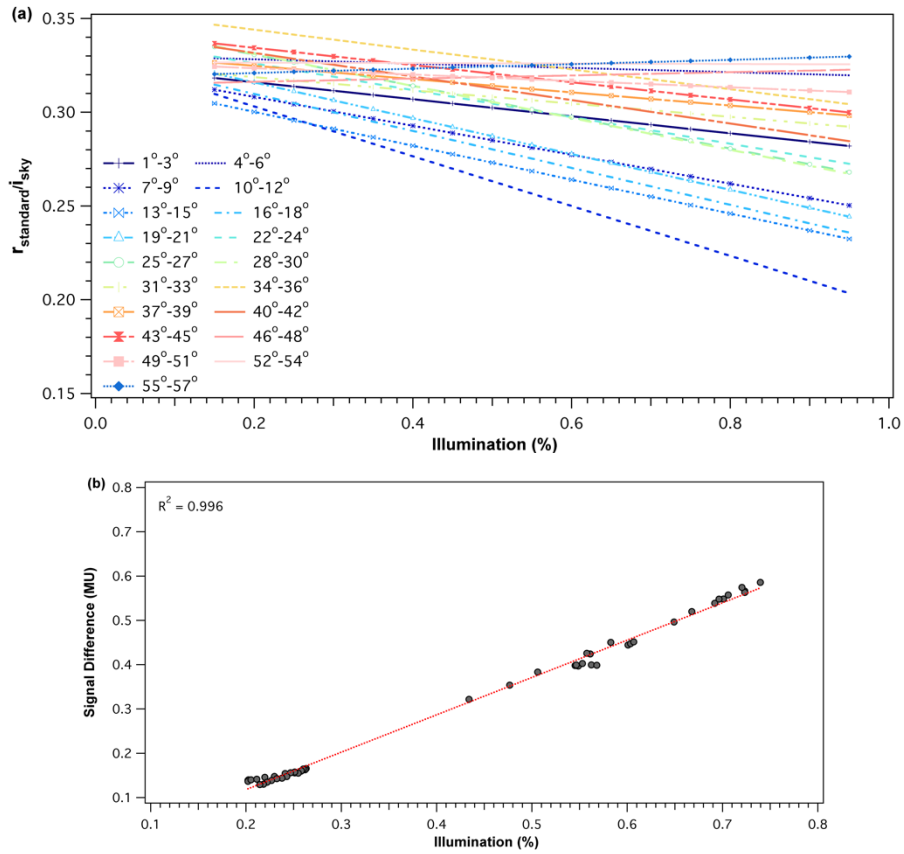 (a)
0.35
0.30
0.25
0.20
0.15
r_standard/i_sky
1°-3° 4°-6°
7°-9° 10°-12°
13°-15° 16°-18°
19°-21° 22°-24°
25°-27° 28°-30°
31°-33° 34°-36°
37°-39° 40°-42°
43°-45° 46°-48°
49°-51° 52°-54°
55°-57°
0.0 0.2 0.4 0.6 0.8 1.0
Illumination (%)
(b)
0.8
R² = 0.996
0.7
0.6
0.5
0.4
0.3
0.2
0.1
Signal Difference (MU)
0.1 0.2 0.3 0.4 0.5 0.6 0.7 0.8
Illumination (%)